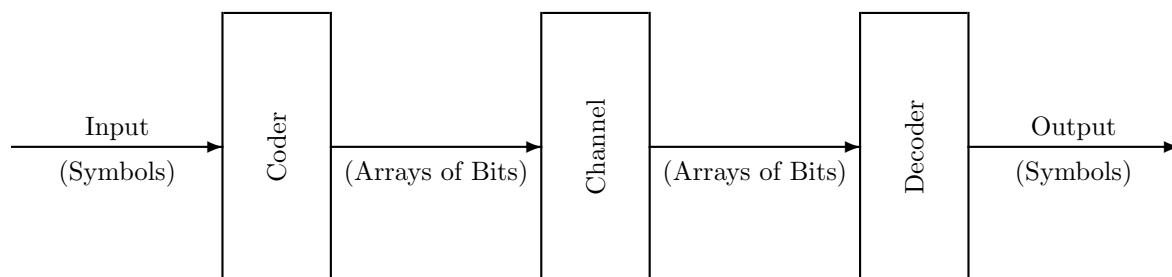 Input
(Symbols)
Coder
(Arrays of Bits)
Channel
(Arrays of Bits)
Decoder
Output
(Symbols)